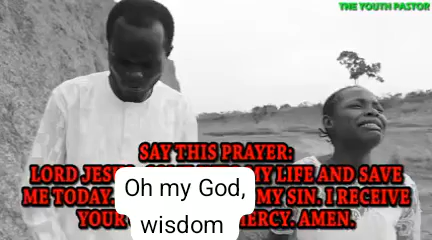 THE YOUTH PASTOR
SAY THIS PRAYER:
LORD JESUS MY LIFE AND SAVE
ME TODAY. MY SIN. I RECEIVE
YOUR MERCY. AMEN.
Oh my God,
wisdom